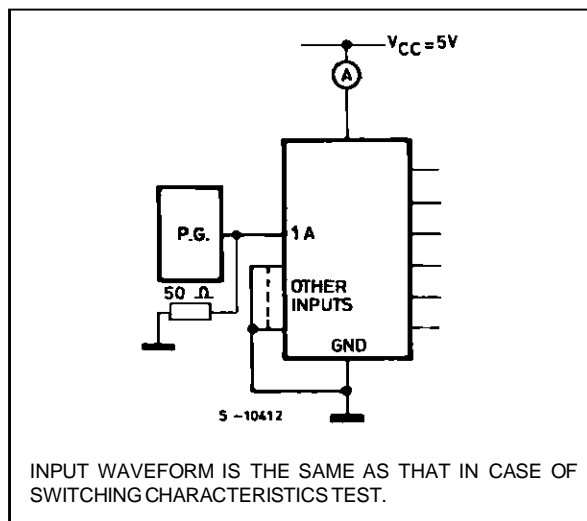 VCC=5V
A
P.G.
1A
50 Ω
OTHER
INPUTS
GND
S-10412
INPUT WAVEFORM IS THE SAME AS THAT IN CASE OF
SWITCHING CHARACTERISTICS TEST.